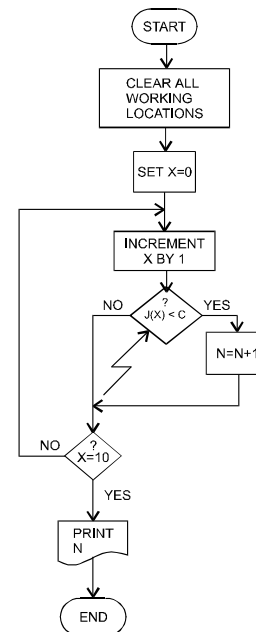 START
CLEAR ALL
WORKING
LOCATIONS
SET X=0
INCREMENT
X BY 1
NO
?
J(X) < C
YES
N=N+1
NO
?
X=10
YES
PRINT
N
END